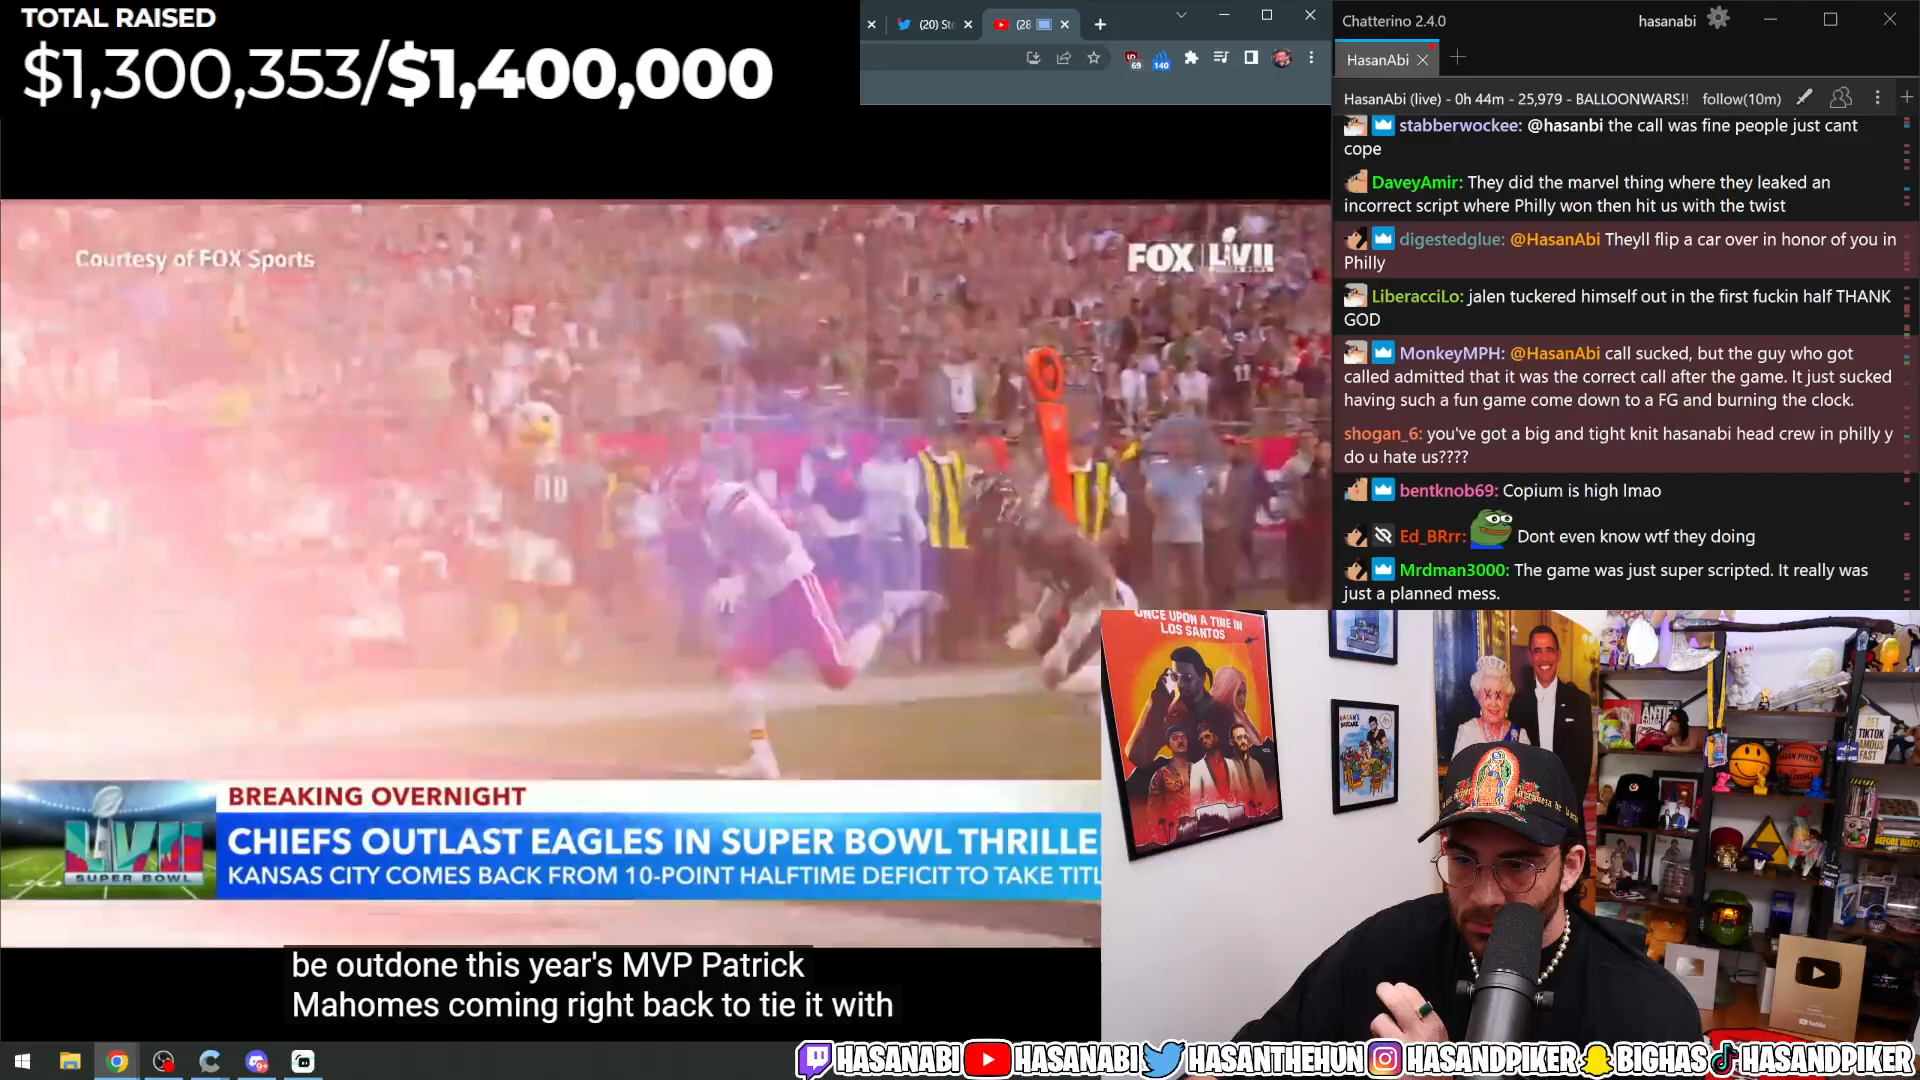 TOTAL RAISED
$1,300,353/$1,400,000
(20) St
(28
69
140
Chatterino 2.4.0
hasanabi
HasanAbi
HasanAbi (live) - 0h 44m - 25,979 - BALLOONWARS!!
follow(10m)
stabberwockee: @hasanbi the call was fine people just cant
cope
DaveyAmir: They did the marvel thing where they leaked an
incorrect script where Philly won then hit us with the twist
digestedglue: @HasanAbi Theyll flip a car over in honor of you in
Philly
LiberacciLo: jalen tuckered himself out in the first fuckin half THANK
GOD
MonkeyMPH: @HasanAbi call sucked, but the guy who got
called admitted that it was the correct call after the game. It just sucked
having such a fun game come down to a FG and burning the clock.
shogan_6: you've got a big and tight knit hasanabi head crew in philly y
do u hate us????
bentknob69: Copium is high lmao
Ed_BRrr: Dont even know wtf they doing
Mrdman3000: The game was just super scripted. It really was
just a planned mess.
Courtesy of FOX Sports
FOX LVII
00
ONCE UPON A TIME IN
LOS SANTOS
GET
TIKTOK
FAMOUS
FAST
BREAKING OVERNIGHT
CHIEFS OUTLAST EAGLES IN SUPER BOWL THRILLE
KANSAS CITY COMES BACK FROM 10-POINT HALFTIME DEFICIT TO TAKE TITL
LVII
SUPER BOWL
be outdone this year's MVP Patrick
Mahomes coming right back to tie it with
HASANABI HASANABI HASANTHEHUN HASANDPIKER BIGHAS HASANDPIKER